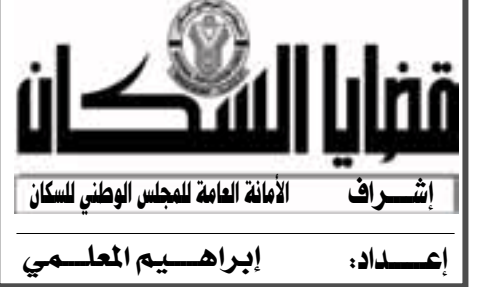 قضايا السكان
إشـــراف الأمانة العامة للمجلس الوطني للسكان
إعـــداد: إبراهـــيم المعلـــمي